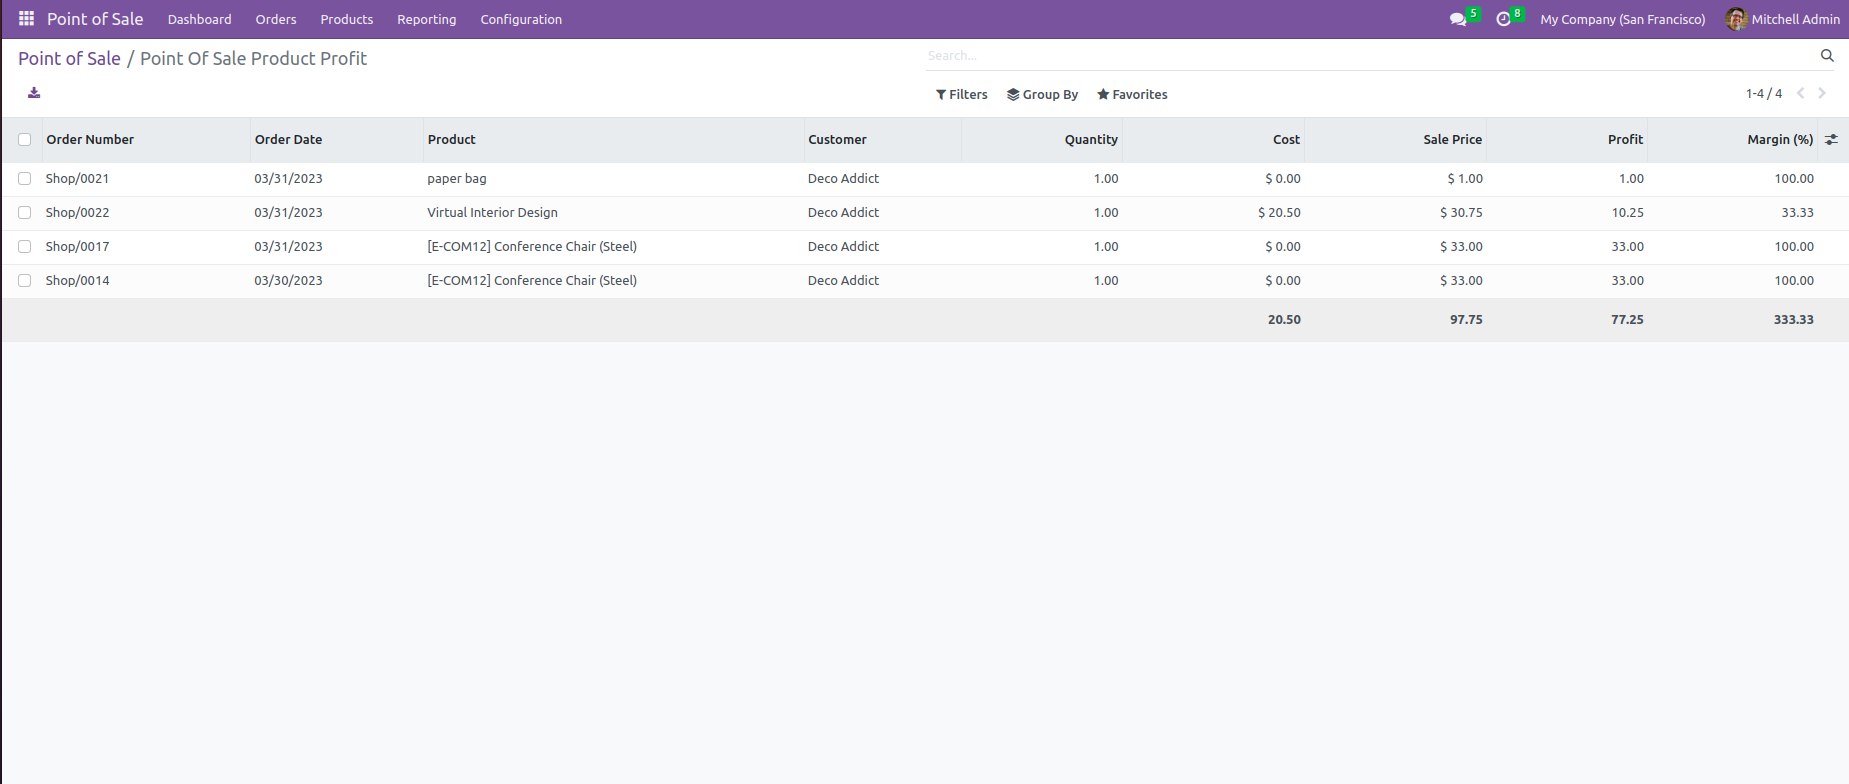 Point of Sale Dashboard Orders Products Reporting Configuration 5 8 My Company (San Francisco) Mitchell Admin
Point of Sale / Point Of Sale Product Profit Search...
Filters Group By Favorites 1-4 / 4
Order Number Order Date Product Customer Quantity Cost Sale Price Profit Margin (%)
Shop/0021 03/31/2023 paper bag Deco Addict 1.00 $ 0.00 $ 1.00 1.00 100.00
Shop/0022 03/31/2023 Virtual Interior Design Deco Addict 1.00 $ 20.50 $ 30.75 10.25 33.33
Shop/0017 03/31/2023 [E-COM12] Conference Chair (Steel) Deco Addict 1.00 $ 0.00 $ 33.00 33.00 100.00
Shop/0014 03/30/2023 [E-COM12] Conference Chair (Steel) Deco Addict 1.00 $ 0.00 $ 33.00 33.00 100.00
20.50 97.75 77.25 333.33